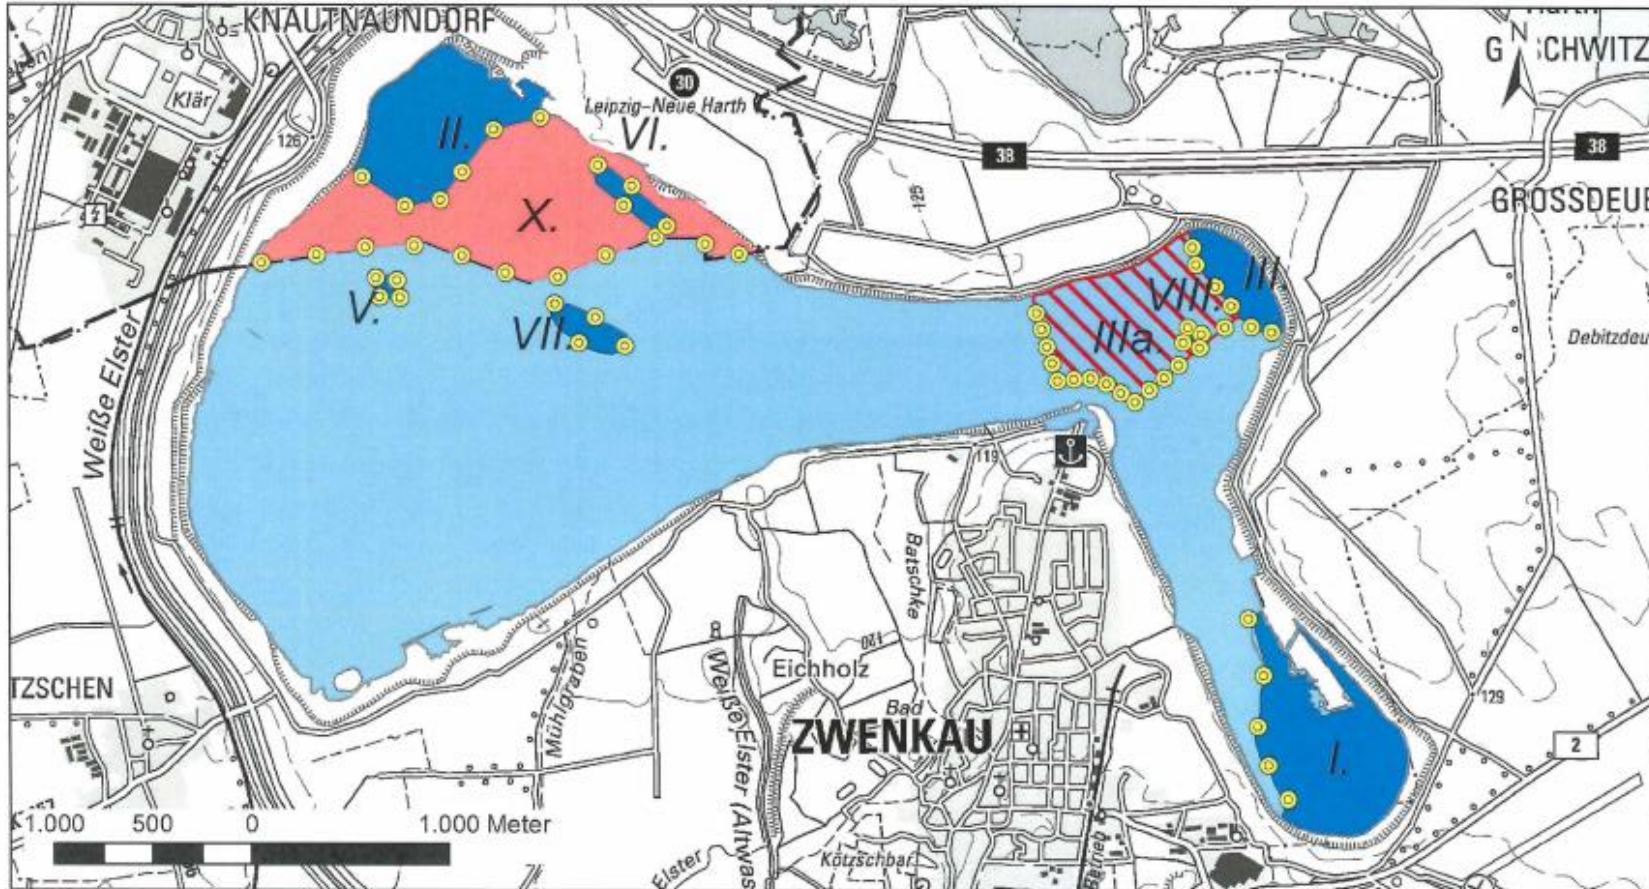 KNAUTNAUNDORF
N
30
Leipzig–Neue Harth
Klär
II.
VI.
126
38
38
125
GROSSDEUB
X.
III.
VIII.
IIIa.
V.
VII.
Debitzdeu
Weiße Elster
119
Batschke
120
Eichholz
Mühlgraben
Weiße Elster (Altwas
TZSCHEN
Bad
ZWENKAU
129
2
I.
1.000 500 0 1.000 Meter
Kötzschbar
Elster